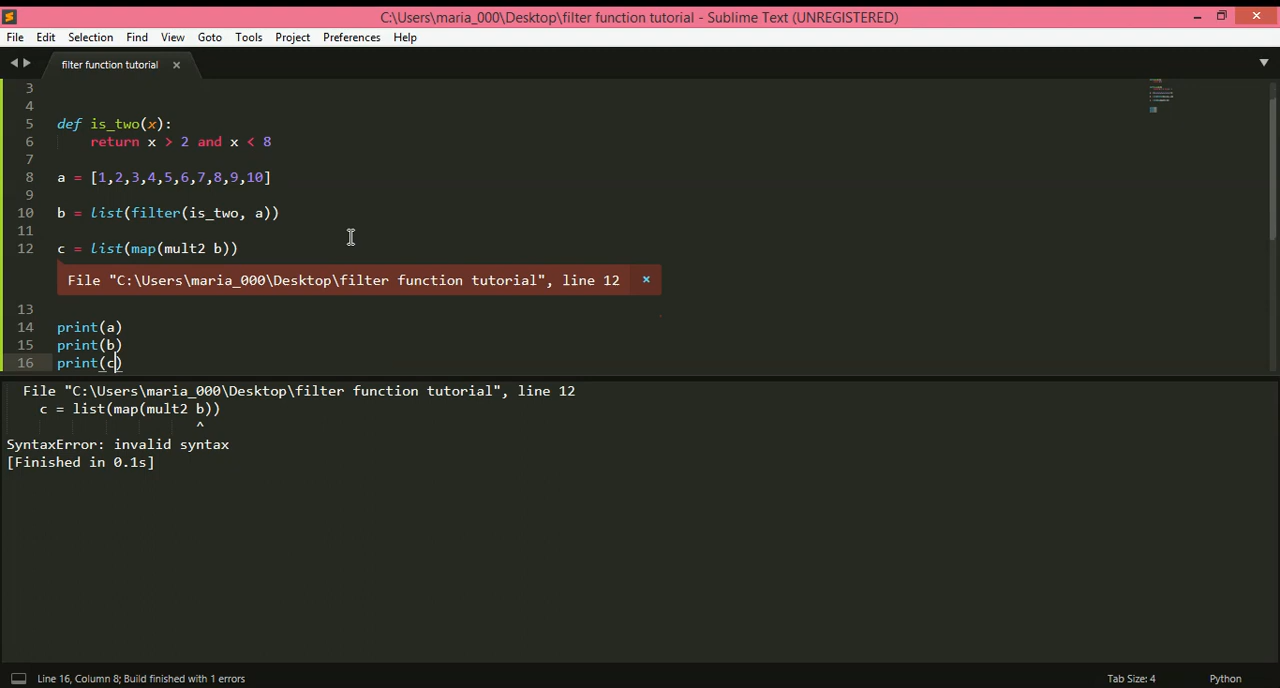 C:\Users\maria_000\Desktop\filter function tutorial - Sublime Text (UNREGISTERED)
File Edit Selection Find View Goto Tools Project Preferences Help
filter function tutorial ×
3
4
5 def is_two(x):
6 return x > 2 and x < 8
7
8 a = [1,2,3,4,5,6,7,8,9,10]
9
10 b = list(filter(is_two, a))
11
12 c = list(map(mult2 b))
File "C:\Users\maria_000\Desktop\filter function tutorial", line 12 ×
13
14 print(a)
15 print(b)
16 print(c)
File "C:\Users\maria_000\Desktop\filter function tutorial", line 12
c = list(map(mult2 b))
^
SyntaxError: invalid syntax
[Finished in 0.1s]
Line 16, Column 8; Build finished with 1 errors Tab Size: 4 Python